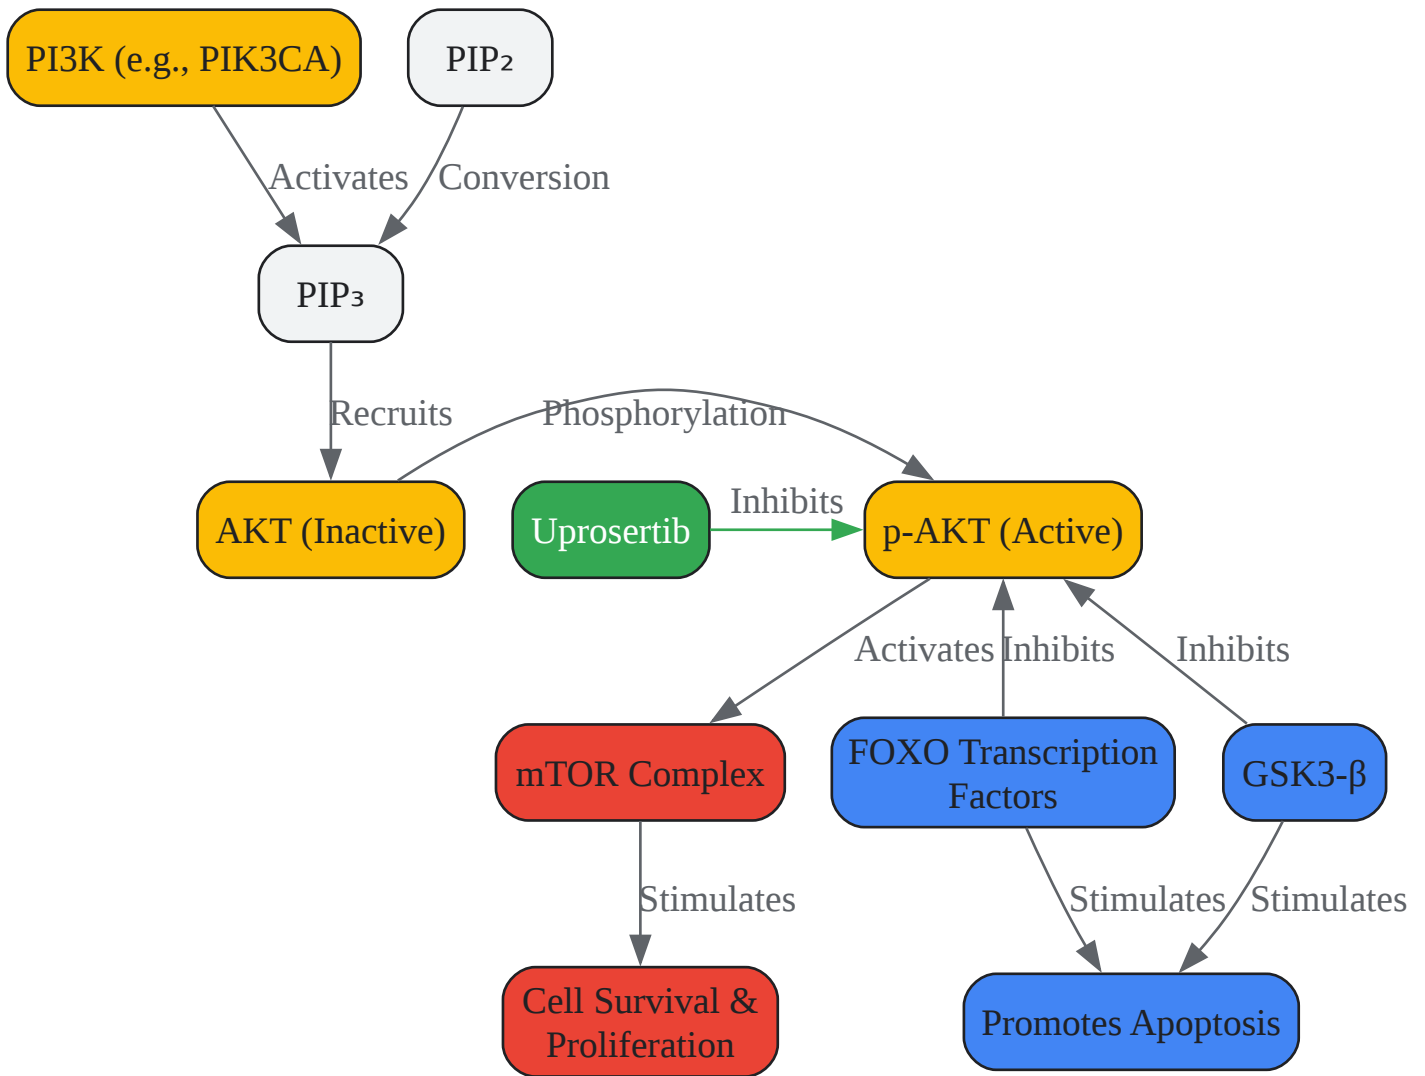 PI3K (e.g., PIK3CA)
PIP₂
Activates
Conversion
PIP₃
Recruits
Phosphorylation
AKT (Inactive)
Uprosertib
Inhibits
p-AKT (Active)
Activates
Inhibits
Inhibits
mTOR Complex
FOXO Transcription
Factors
GSK3-β
Stimulates
Stimulates
Stimulates
Cell Survival &
Proliferation
Promotes Apoptosis